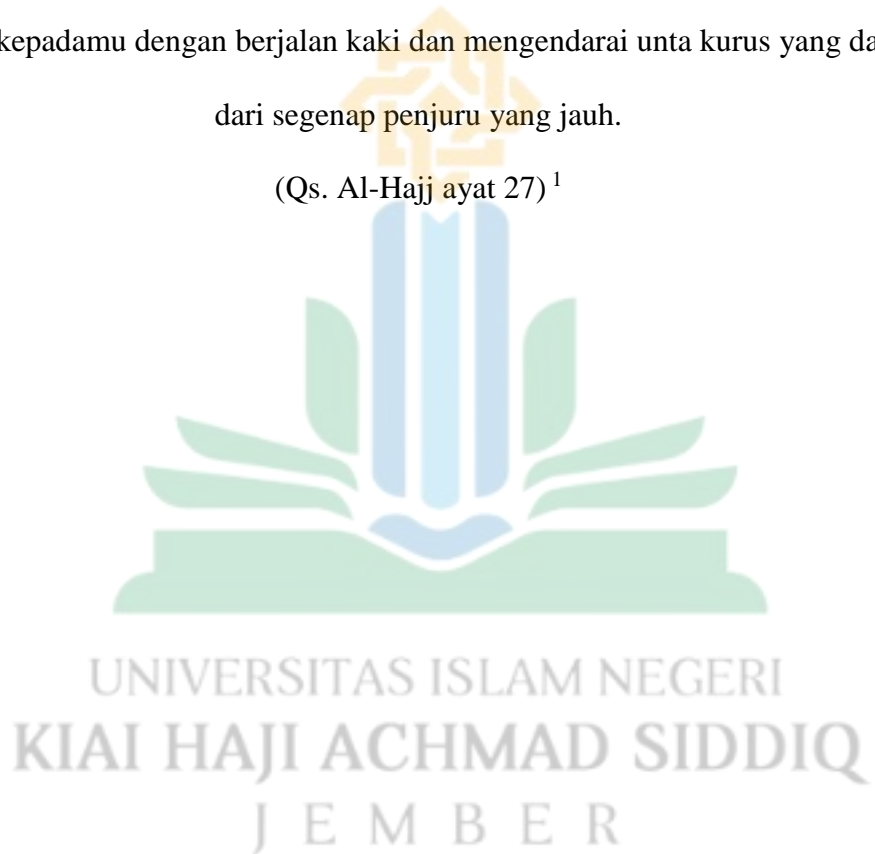 kepadamu dengan berjalan kaki dan mengendarai unta kurus yang
dari segenap penjuru yang jauh.
(Qs. Al-Hajj ayat 27) 1
UNIVERSITAS ISLAM NEGERI
KIAI HAJI ACHMAD SIDDIQ
JEMBER